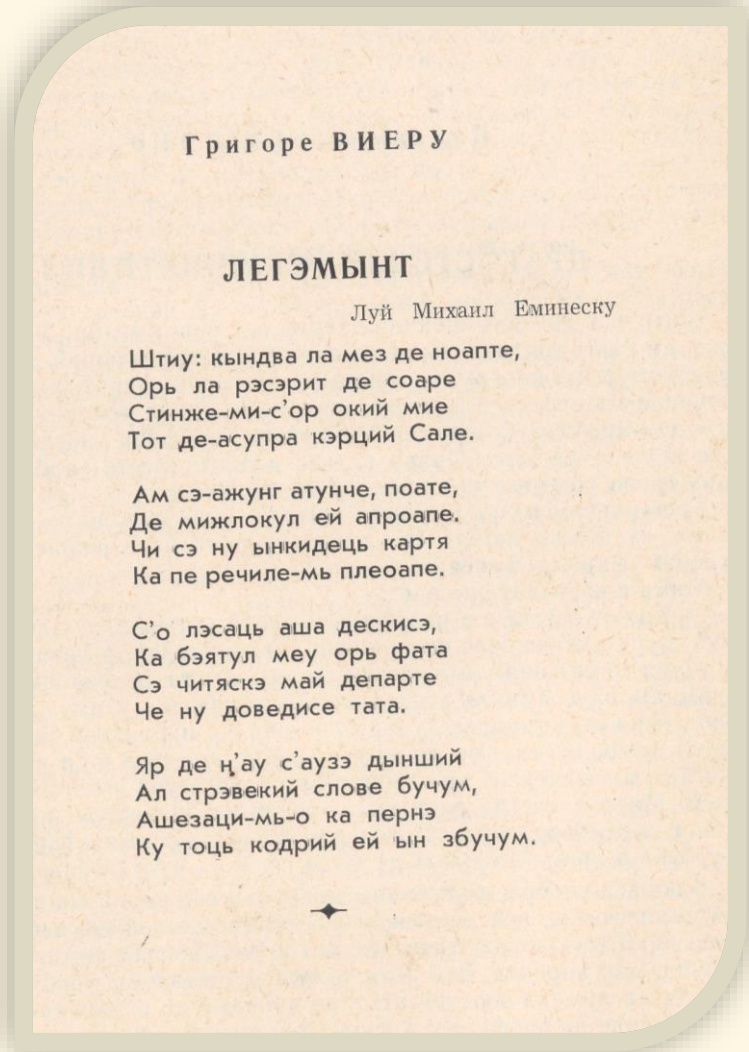 Григоре ВИЕРУ
ЛЕГЭМЫНТ
Луй Михаил Еминеску
Штиу: кындва ла мез де ноапте,
Орь ла рэсэрит де соаре
Стинже-ми-с'ор окий мие
Тот де-асупра кэрций Сале.
Ам сэ-ажунг атунче, поате,
Де мижлокул ей апроапе.
Чи сэ ну ынкидець картя
Ка пе речиле-мь плеоапе.
С'о лэсаць аша дескисэ,
Ка бэятул меу орь фата
Сэ читяскэ май департе
Че ну доведисе тата.
Яр де н'ау с'аузэ дынший
Ал стрэвекий слове бучум,
Ашезаци-мь-о ка пернэ
Ку тоць кодрий ей ын збучум.